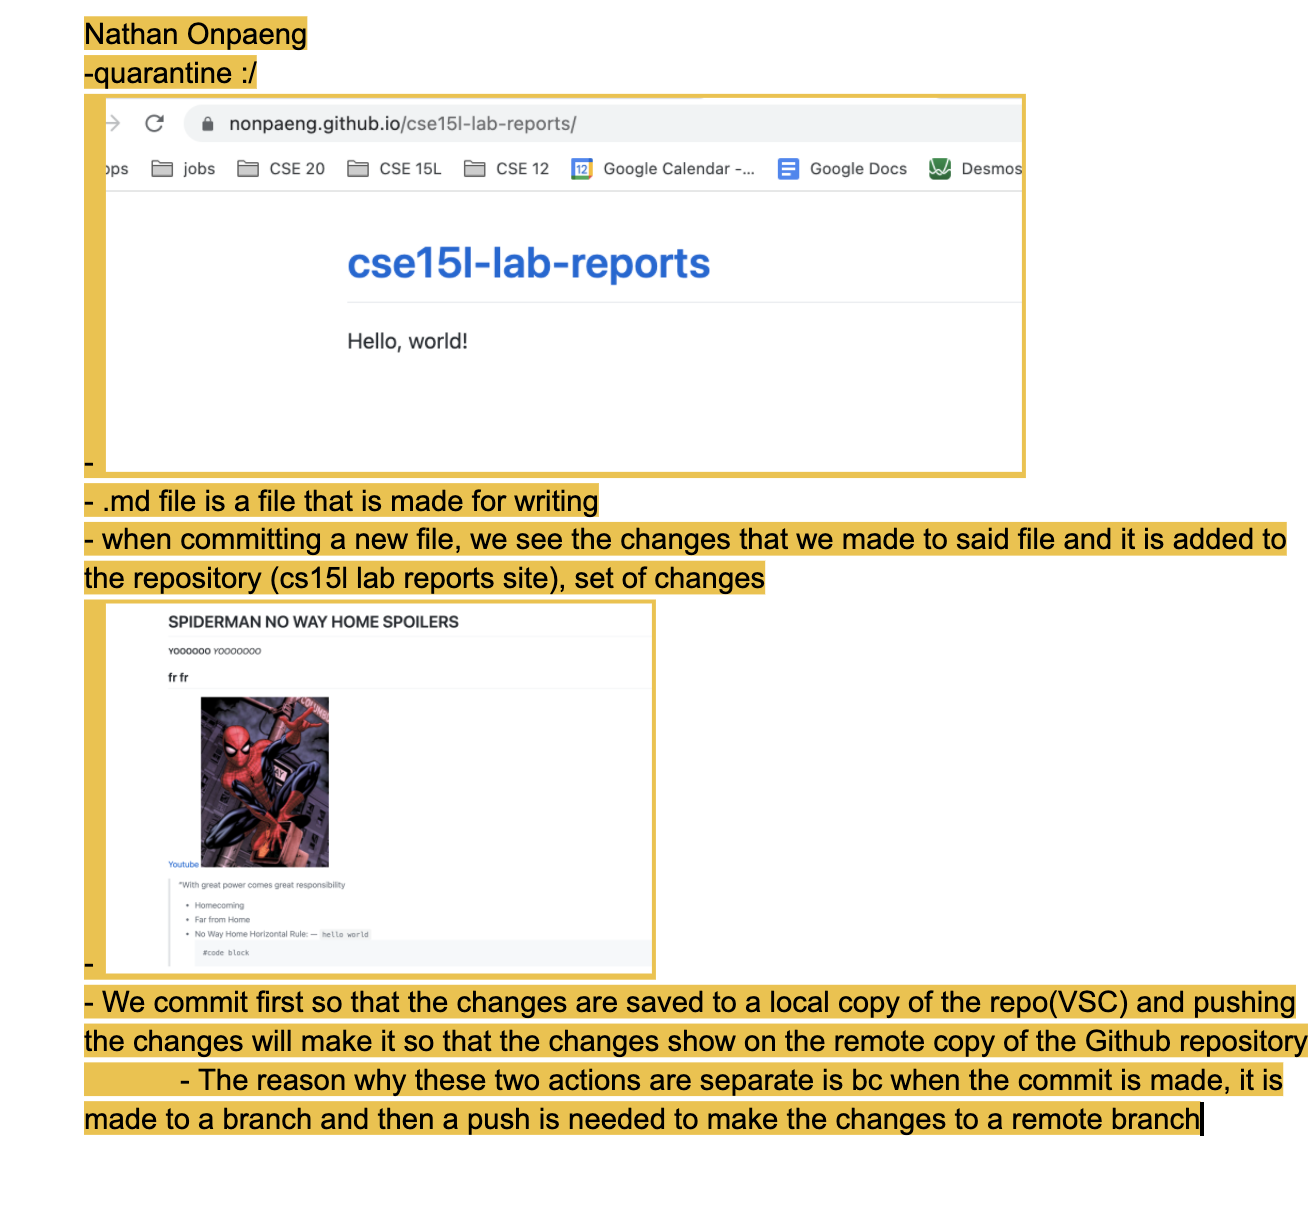 Nathan Onpaeng
-quarantine :/
nonpaeng.github.io/cse15l-lab-reports/
ops jobs CSE 20 CSE 15L CSE 12 12 Google Calendar -... Google Docs Desmos
cse15l-lab-reports
Hello, world!
-
- .md file is a file that is made for writing
- when committing a new file, we see the changes that we made to said file and it is added to
the repository (cs15l lab reports site), set of changes
SPIDERMAN NO WAY HOME SPOILERS
YOOOOOO YOOOOOOO
fr fr
Youtube
"With great power comes great responsibility
• Homecoming
• Far from Home
• No Way Home Horizontal Rule: — hello world
#code block
-
- We commit first so that the changes are saved to a local copy of the repo(VSC) and pushing
the changes will make it so that the changes show on the remote copy of the Github repository
- The reason why these two actions are separate is bc when the commit is made, it is
made to a branch and then a push is needed to make the changes to a remote branch